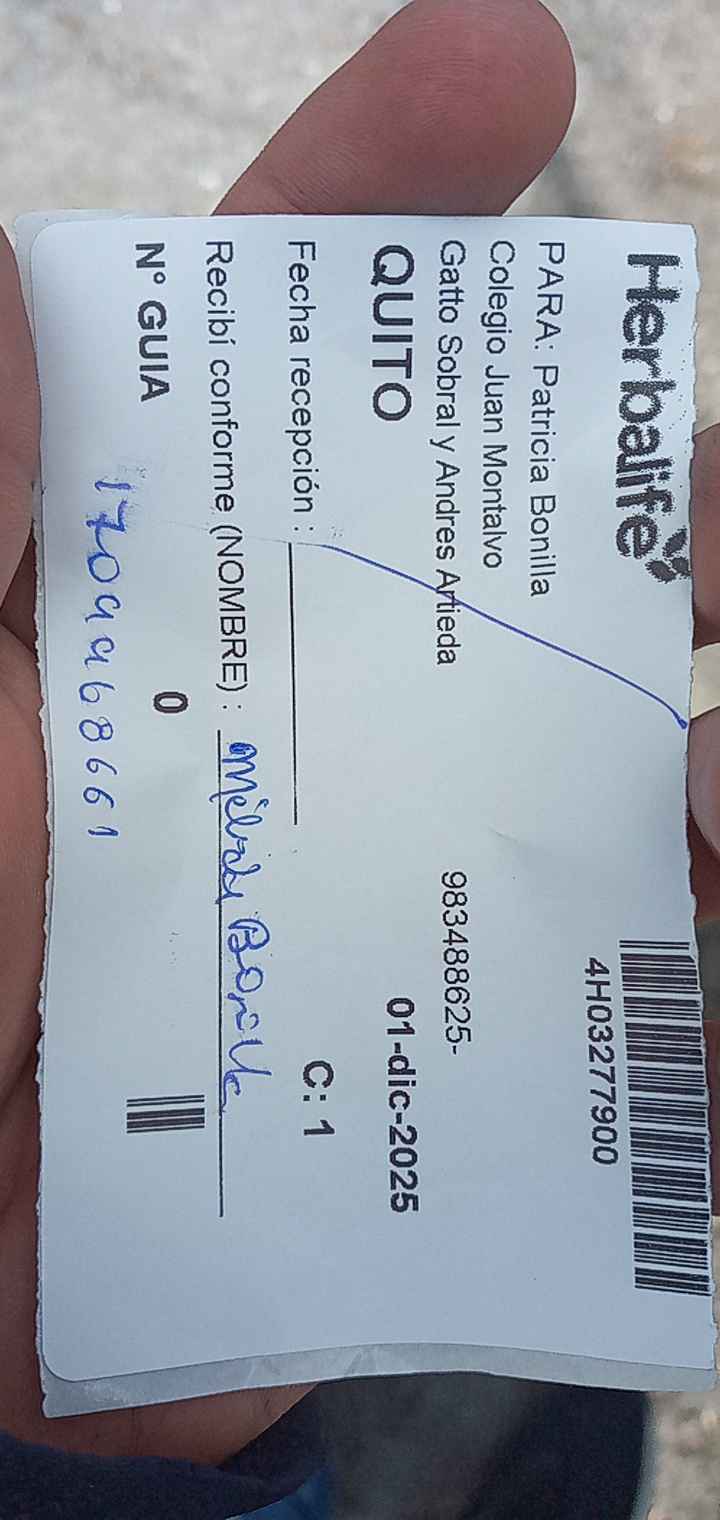 Herbalife
4H03277900
PARA: Patricia Bonilla
Colegio Juan Montalvo
Gatto Sobral y Andres Artieda 983488625-
QUITO 01-dic-2025
Fecha recepción : C: 1
Recibí conforme (NOMBRE) : Bonilla
N° GUIA 0